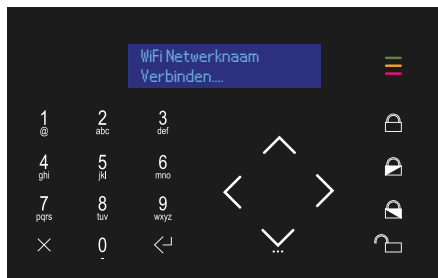 WiFi Netwerknaam
Verbinden....
1 2 3
@ abc def
4 5 6
ghi jkl mno
7 8 9
pqrs tuv wxyz
0
-
...